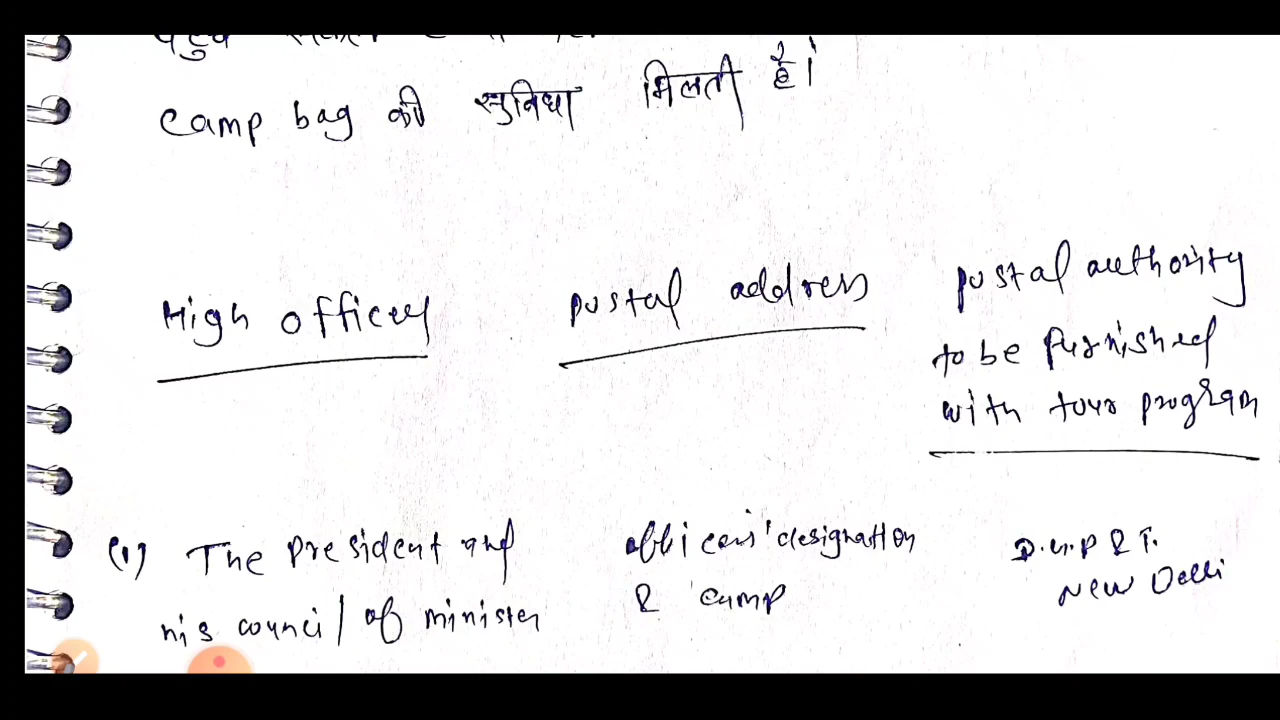 camp bag की सुविधा मिलती है।
High officer
postal address
postal authority
to be furnished
with tour program
(1) The president and
his council of minister
officers' designation
& camp
D.G.P & T.
New Delhi